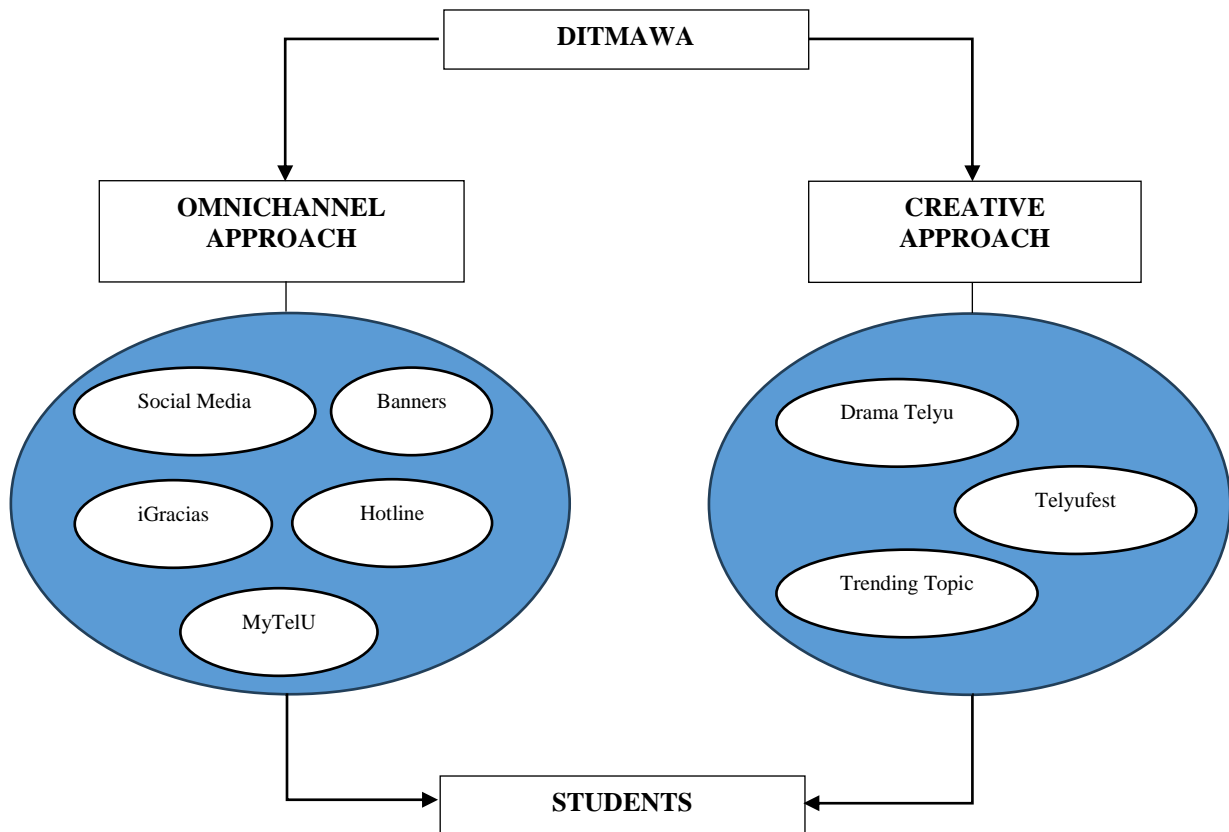 DITMAWA
OMNICHANNEL
APPROACH
CREATIVE
APPROACH
Social Media
Banners
iGracias
Hotline
MyTelU
Drama Telyu
Telyufest
Trending Topic
STUDENTS